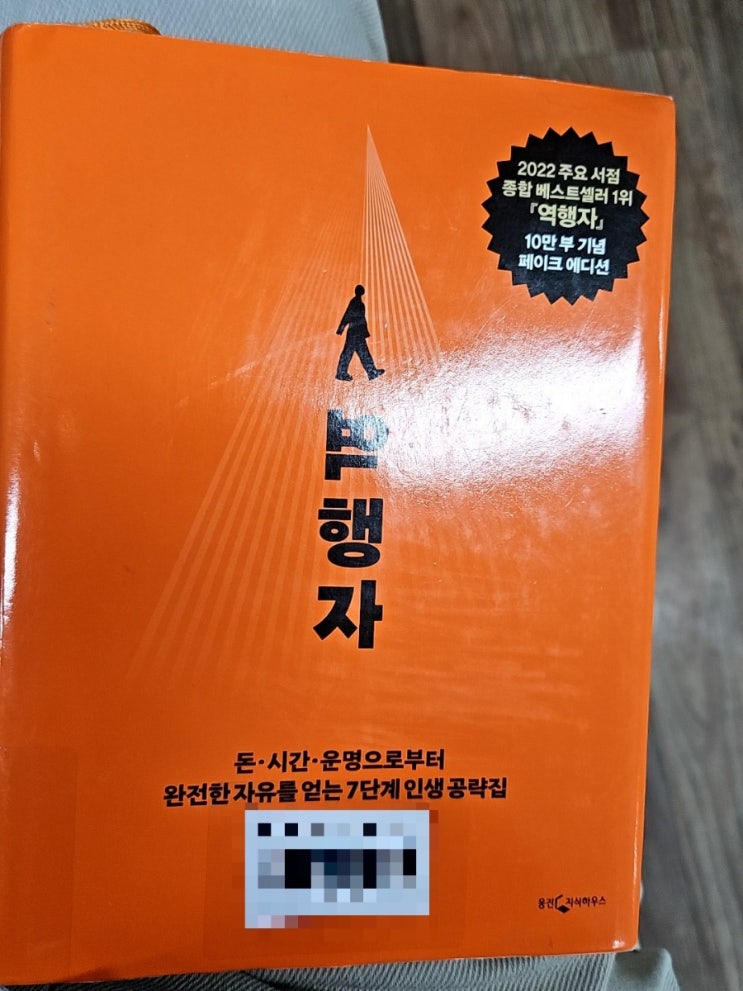 2022 주요 서점
종합 베스트셀러 1위
『역행자』
10만 부 기념
페이크 에디션
역
행
자
돈·시간·운명으로부터
완전한 자유를 얻는 7단계 인생 공략집
웅진 지식하우스